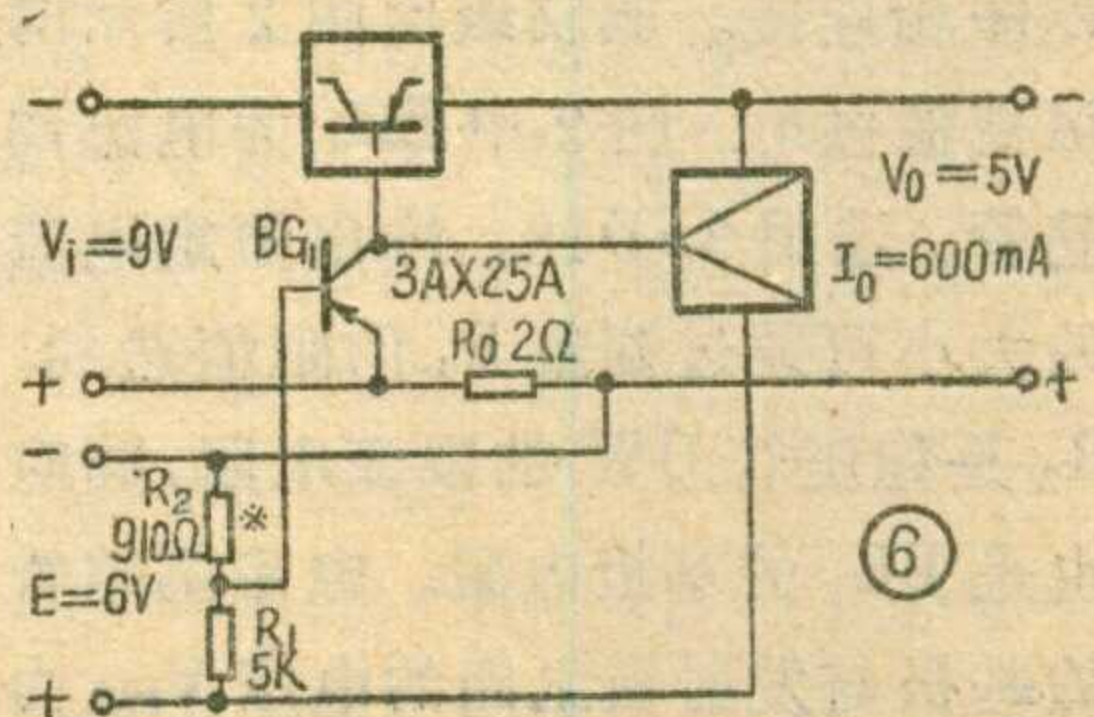 −
−
V₀=5V
Vᵢ=9V
BG₁₁
3AX25A
I₀=600mA
R₀ 2Ω
+
+
−
R₂
910Ω
※
⑥
E=6V
R₁
5K
+